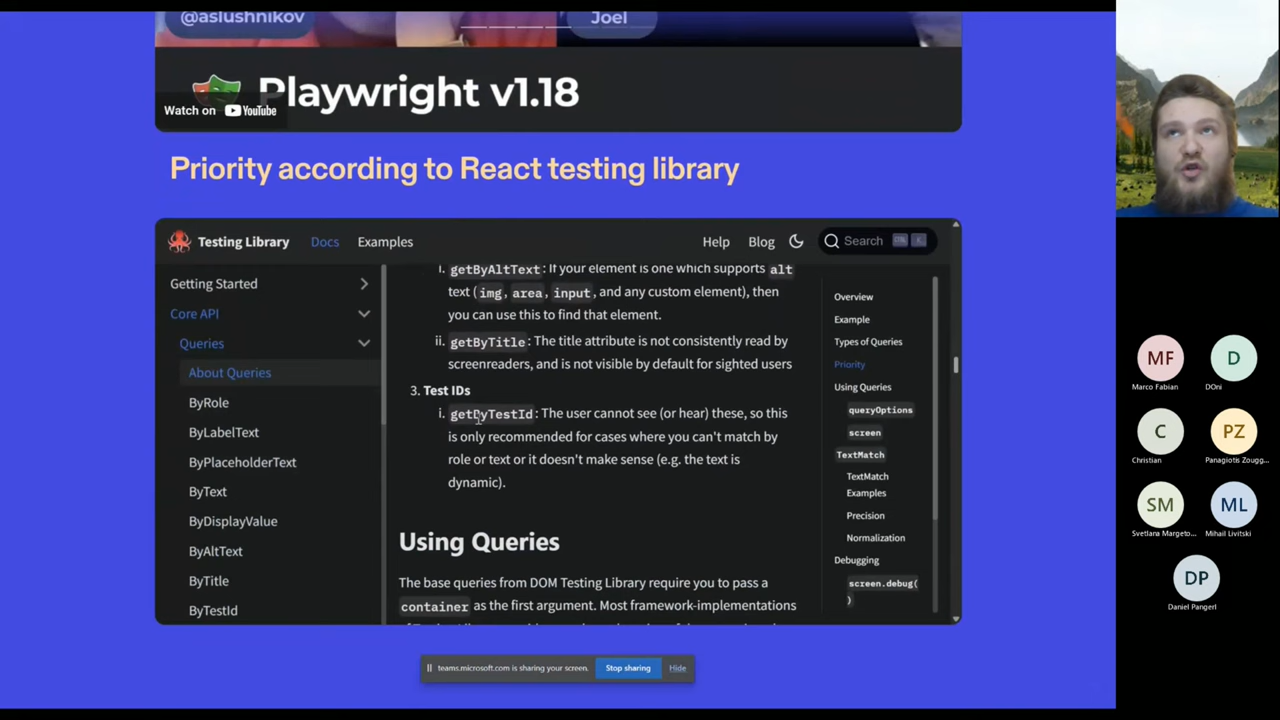 @aslushnikov
Joel
Playwright v1.18
Watch on YouTube
Priority according to React testing library
Testing Library Docs Examples Help Blog Search
Getting Started
Core API
Queries
About Queries
ByRole
ByLabelText
ByPlaceholderText
ByText
ByDisplayValue
ByAltText
ByTitle
ByTestId
i. getByAltText: If your element is one which supports alt
text (img, area, input, and any custom element), then
you can use this to find that element.
ii. getByTitle: The title attribute is not consistently read by
screenreaders, and is not visible by default for sighted users
3. Test IDs
i. getByTestId: The user cannot see (or hear) these, so this
is only recommended for cases where you can't match by
role or text or it doesn't make sense (e.g. the text is
dynamic).
Using Queries
The base queries from DOM Testing Library require you to pass a
container as the first argument. Most framework-implementations
Overview
Example
Types of Queries
Priority
Using Queries
queryOptions
screen
TextMatch
TextMatch
Examples
Precision
Normalization
Debugging
screen.debug(
)
teams.microsoft.com is sharing your screen. Stop sharing Hide
MF
Marco Fabian
D
DOni
C
Christian
PZ
Panagiotis Zougg...
SM
Svetlana Margeto...
ML
Mihail Livitski
DP
Daniel Pangerl